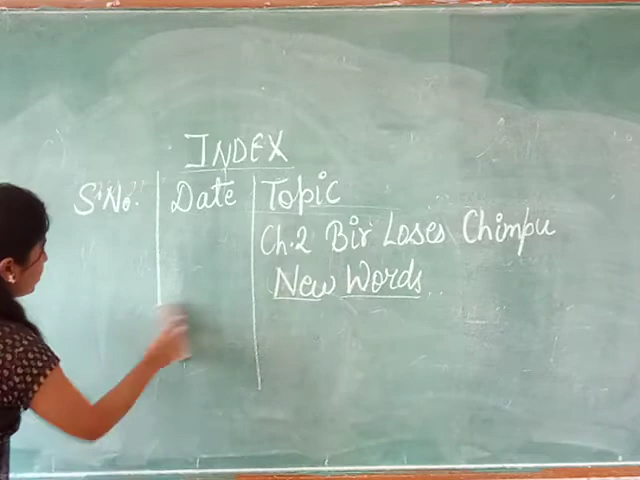 INDEX
S.No. Date Topic
Ch.2 Bir Loses Chimpu
New Words